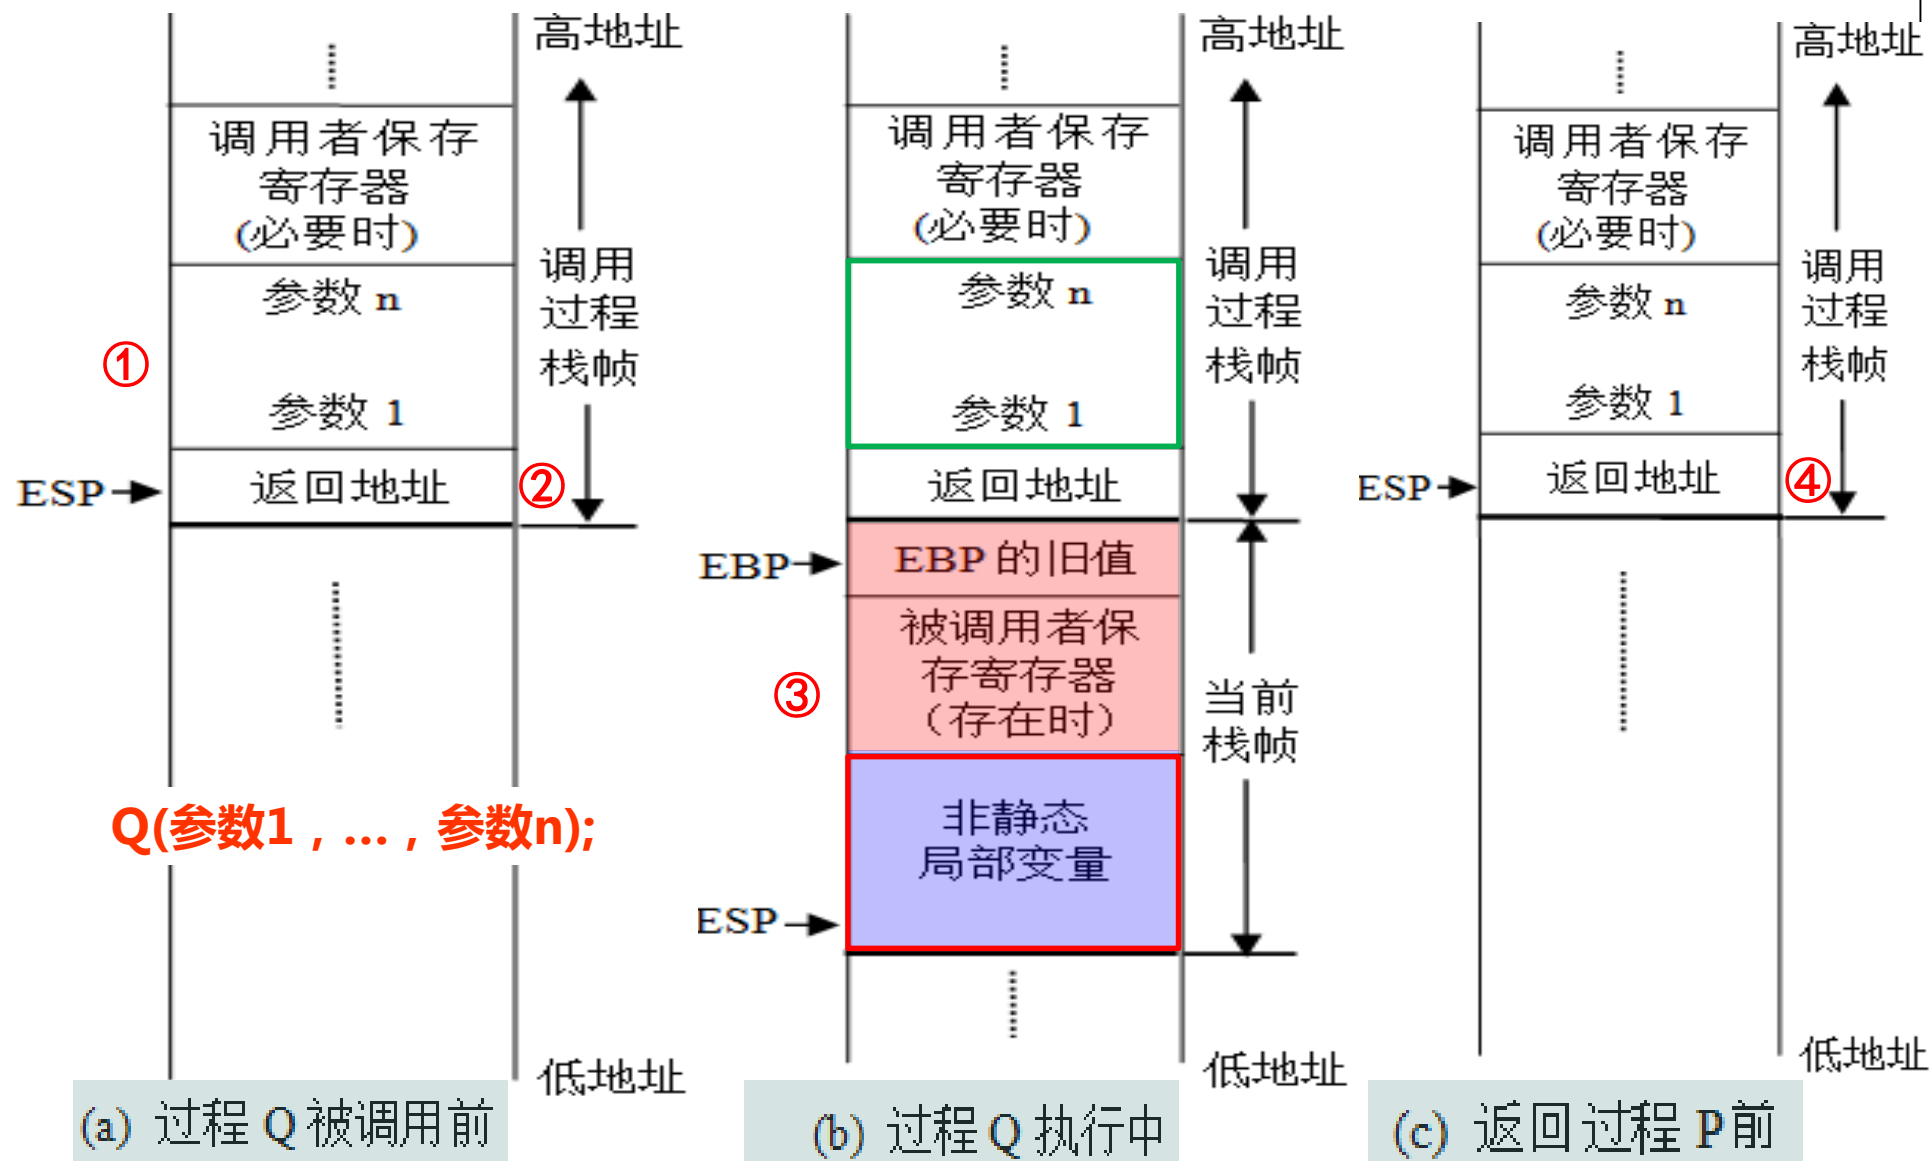 高地址
调用者保存
寄存器
(必要时)
参数 n
①
参数 1
ESP
返回地址
②
调用
过程
栈帧
Q(参数1，…，参数n);
低地址
(a) 过程 Q 被调用前
高地址
调用者保存
寄存器
(必要时)
参数 n
参数 1
返回地址
调用
过程
栈帧
EBP
EBP 的旧值
被调用者保
存寄存器
（存在时）
③
当前
栈帧
非静态
局部变量
ESP
低地址
(b) 过程 Q 执行中
高地址
调用者保存
寄存器
(必要时)
参数 n
参数 1
ESP
返回地址
④
调用
过程
栈帧
低地址
(c) 返回过程 P 前